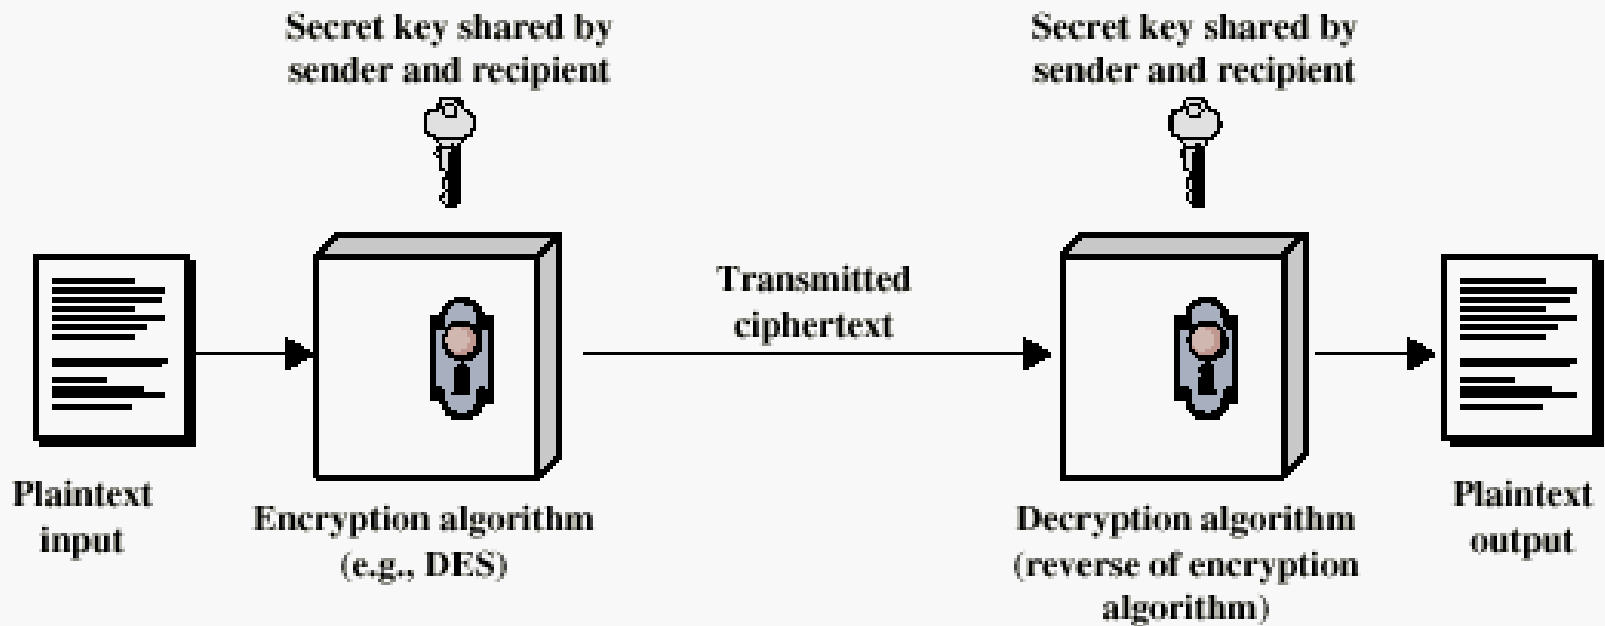 Secret key shared by
sender and recipient
Secret key shared by
sender and recipient
Transmitted
ciphertext
Plaintext
input
Encryption algorithm
(e.g., DES)
Decryption algorithm
(reverse of encryption
algorithm)
Plaintext
output